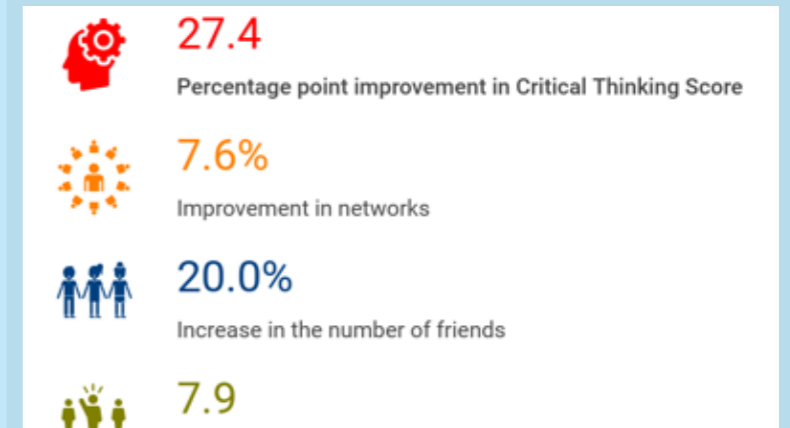 27.4
Percentage point improvement in Critical Thinking Score
7.6%
Improvement in networks
20.0%
Increase in the number of friends
7.9